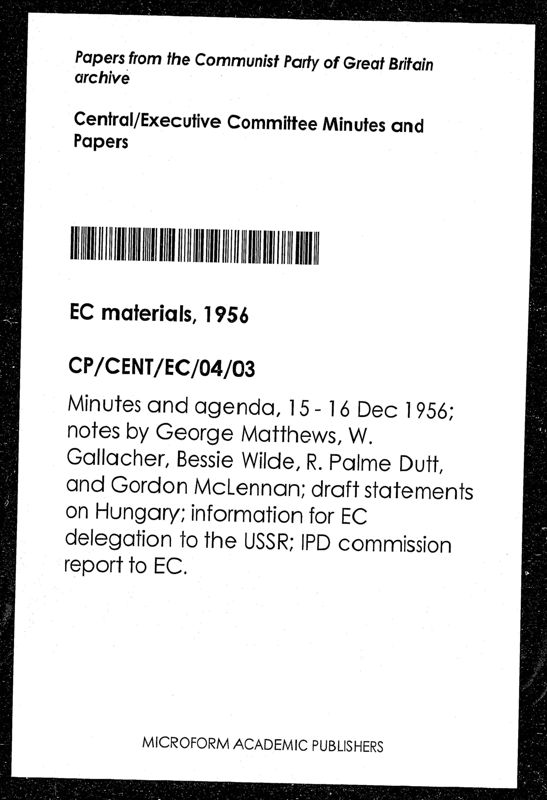 Papers from the Communist Party of Great Britain
archive
Central/Executive Committee Minutes and
Papers
EC materials, 1956
CP/CENT/EC/04/03
Minutes and agenda, 15 - 16 Dec 1956;
notes by George Matthews, W.
Gallacher, Bessie Wilde, R. Palme Dutt,
and Gordon McLennan; draft statements
on Hungary; information for EC
delegation to the USSR; IPD commission
report to EC.
MICROFORM ACADEMIC PUBLISHERS